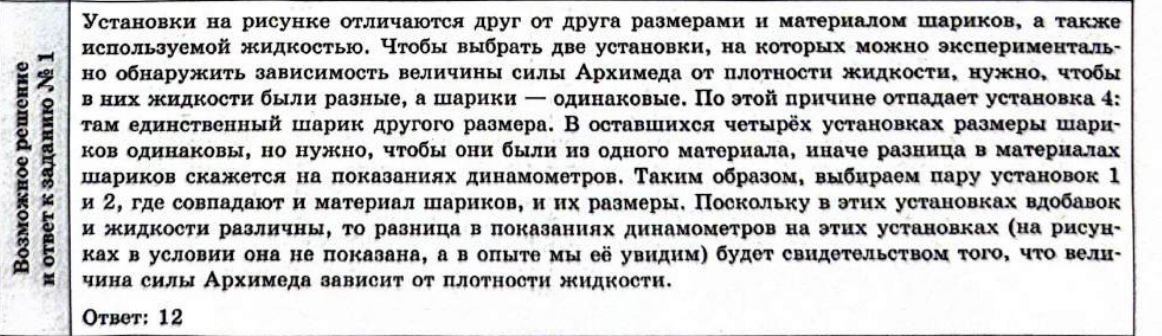 Возможное решение
и ответ к заданию № 1
Установки на рисунке отличаются друг от друга размерами и материалом шариков, а также
используемой жидкостью. Чтобы выбрать две установки, на которых можно эксперименталь-
но обнаружить зависимость величины силы Архимеда от плотности жидкости, нужно, чтобы
в них жидкости были разные, а шарики — одинаковые. По этой причине отпадает установка 4:
там единственный шарик другого размера. В оставшихся четырёх установках размеры шари-
ков одинаковы, но нужно, чтобы они были из одного материала, иначе разница в материалах
шариков скажется на показаниях динамометров. Таким образом, выбираем пару установок 1
и 2, где совпадают и материал шариков, и их размеры. Поскольку в этих установках вдобавок
и жидкости различны, то разница в показаниях динамометров на этих установках (на рисун-
ках в условии она не показана, а в опыте мы её увидим) будет свидетельством того, что вели-
чина силы Архимеда зависит от плотности жидкости.
Ответ: 12